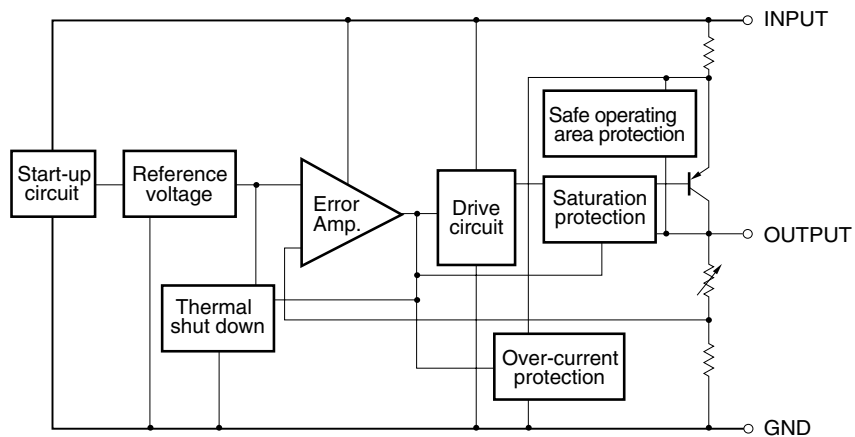 INPUT
Safe operating
area protection
Start-up
circuit
Reference
voltage
Error
Amp.
Drive
circuit
Saturation
protection
OUTPUT
Thermal
shut down
Over-current
protection
GND